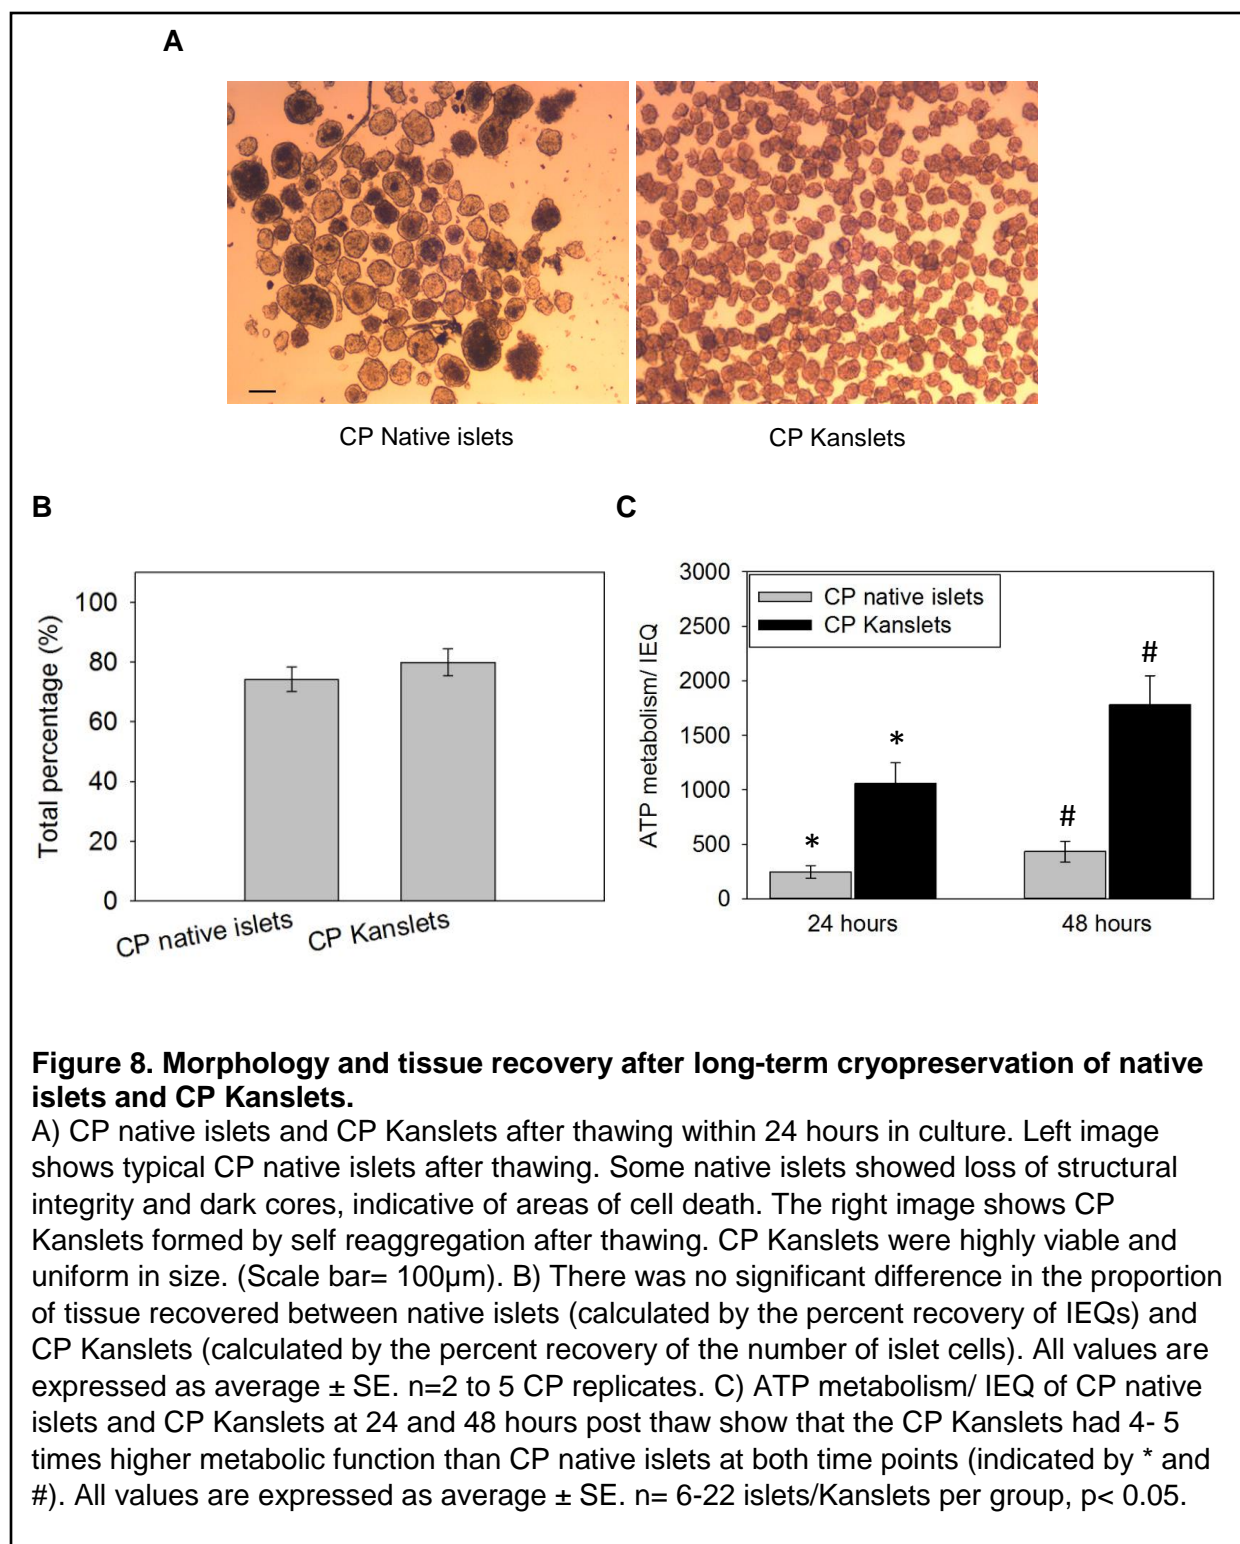 A
CP Native islets
CP Kanslets
B
C
Total percentage (%)
100
80
60
40
20
0
CP native islets
CP Kanslets
ATP metabolism/ IEQ
3000
2500
2000
1500
1000
500
0
CP native islets
CP Kanslets
*
*
#
#
24 hours
48 hours
Figure 8. Morphology and tissue recovery after long-term cryopreservation of native
islets and CP Kanslets.
A) CP native islets and CP Kanslets after thawing within 24 hours in culture. Left image
shows typical CP native islets after thawing. Some native islets showed loss of structural
integrity and dark cores, indicative of areas of cell death. The right image shows CP
Kanslets formed by self reaggregation after thawing. CP Kanslets were highly viable and
uniform in size. (Scale bar= 100µm). B) There was no significant difference in the proportion
of tissue recovered between native islets (calculated by the percent recovery of IEQs) and
CP Kanslets (calculated by the percent recovery of the number of islet cells). All values are
expressed as average ± SE. n=2 to 5 CP replicates. C) ATP metabolism/ IEQ of CP native
islets and CP Kanslets at 24 and 48 hours post thaw show that the CP Kanslets had 4- 5
times higher metabolic function than CP native islets at both time points (indicated by * and
#). All values are expressed as average ± SE. n= 6-22 islets/Kanslets per group, p< 0.05.